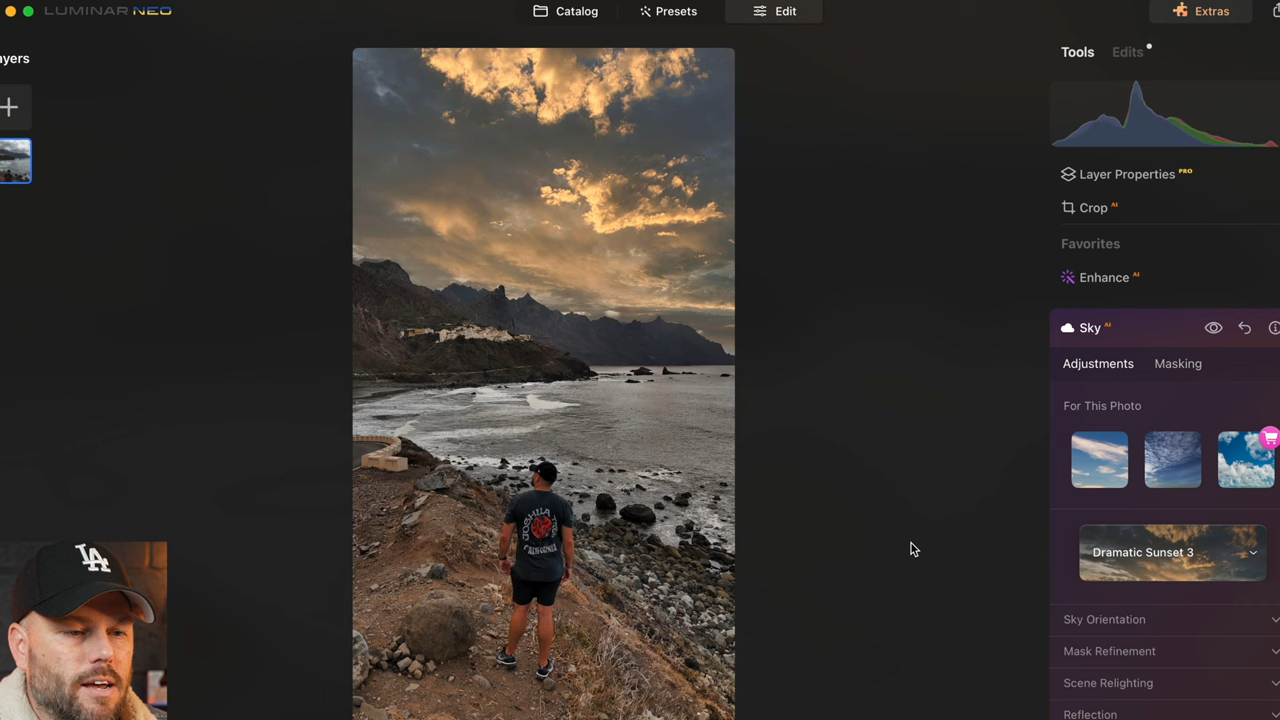 LUMINAR NEO
Catalog
Presets
Edit
Extras
ayers
Tools
Edits
Layer Properties PRO
Crop AI
Favorites
Enhance AI
Sky AI
Adjustments
Masking
For This Photo
Dramatic Sunset 3
Sky Orientation
Mask Refinement
Scene Relighting
Reflection
JOSHUA
CALIFORNIA
LA